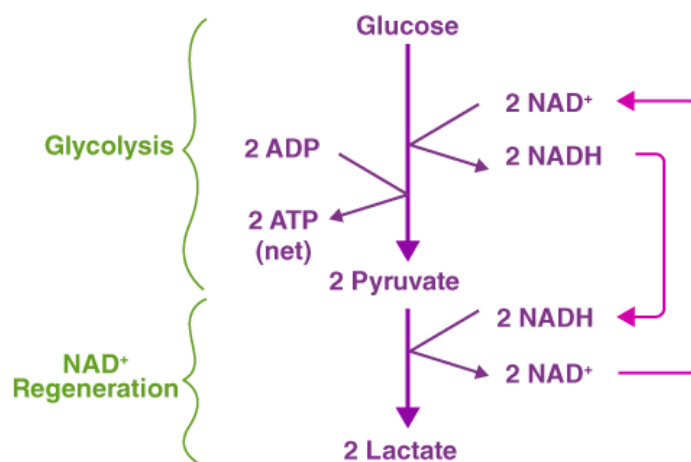 Glucose
2 NAD⁺
Glycolysis
2 ADP
2 NADH
2 ATP
(net)
2 Pyruvate
2 NADH
NAD⁺
Regeneration
2 NAD⁺
2 Lactate